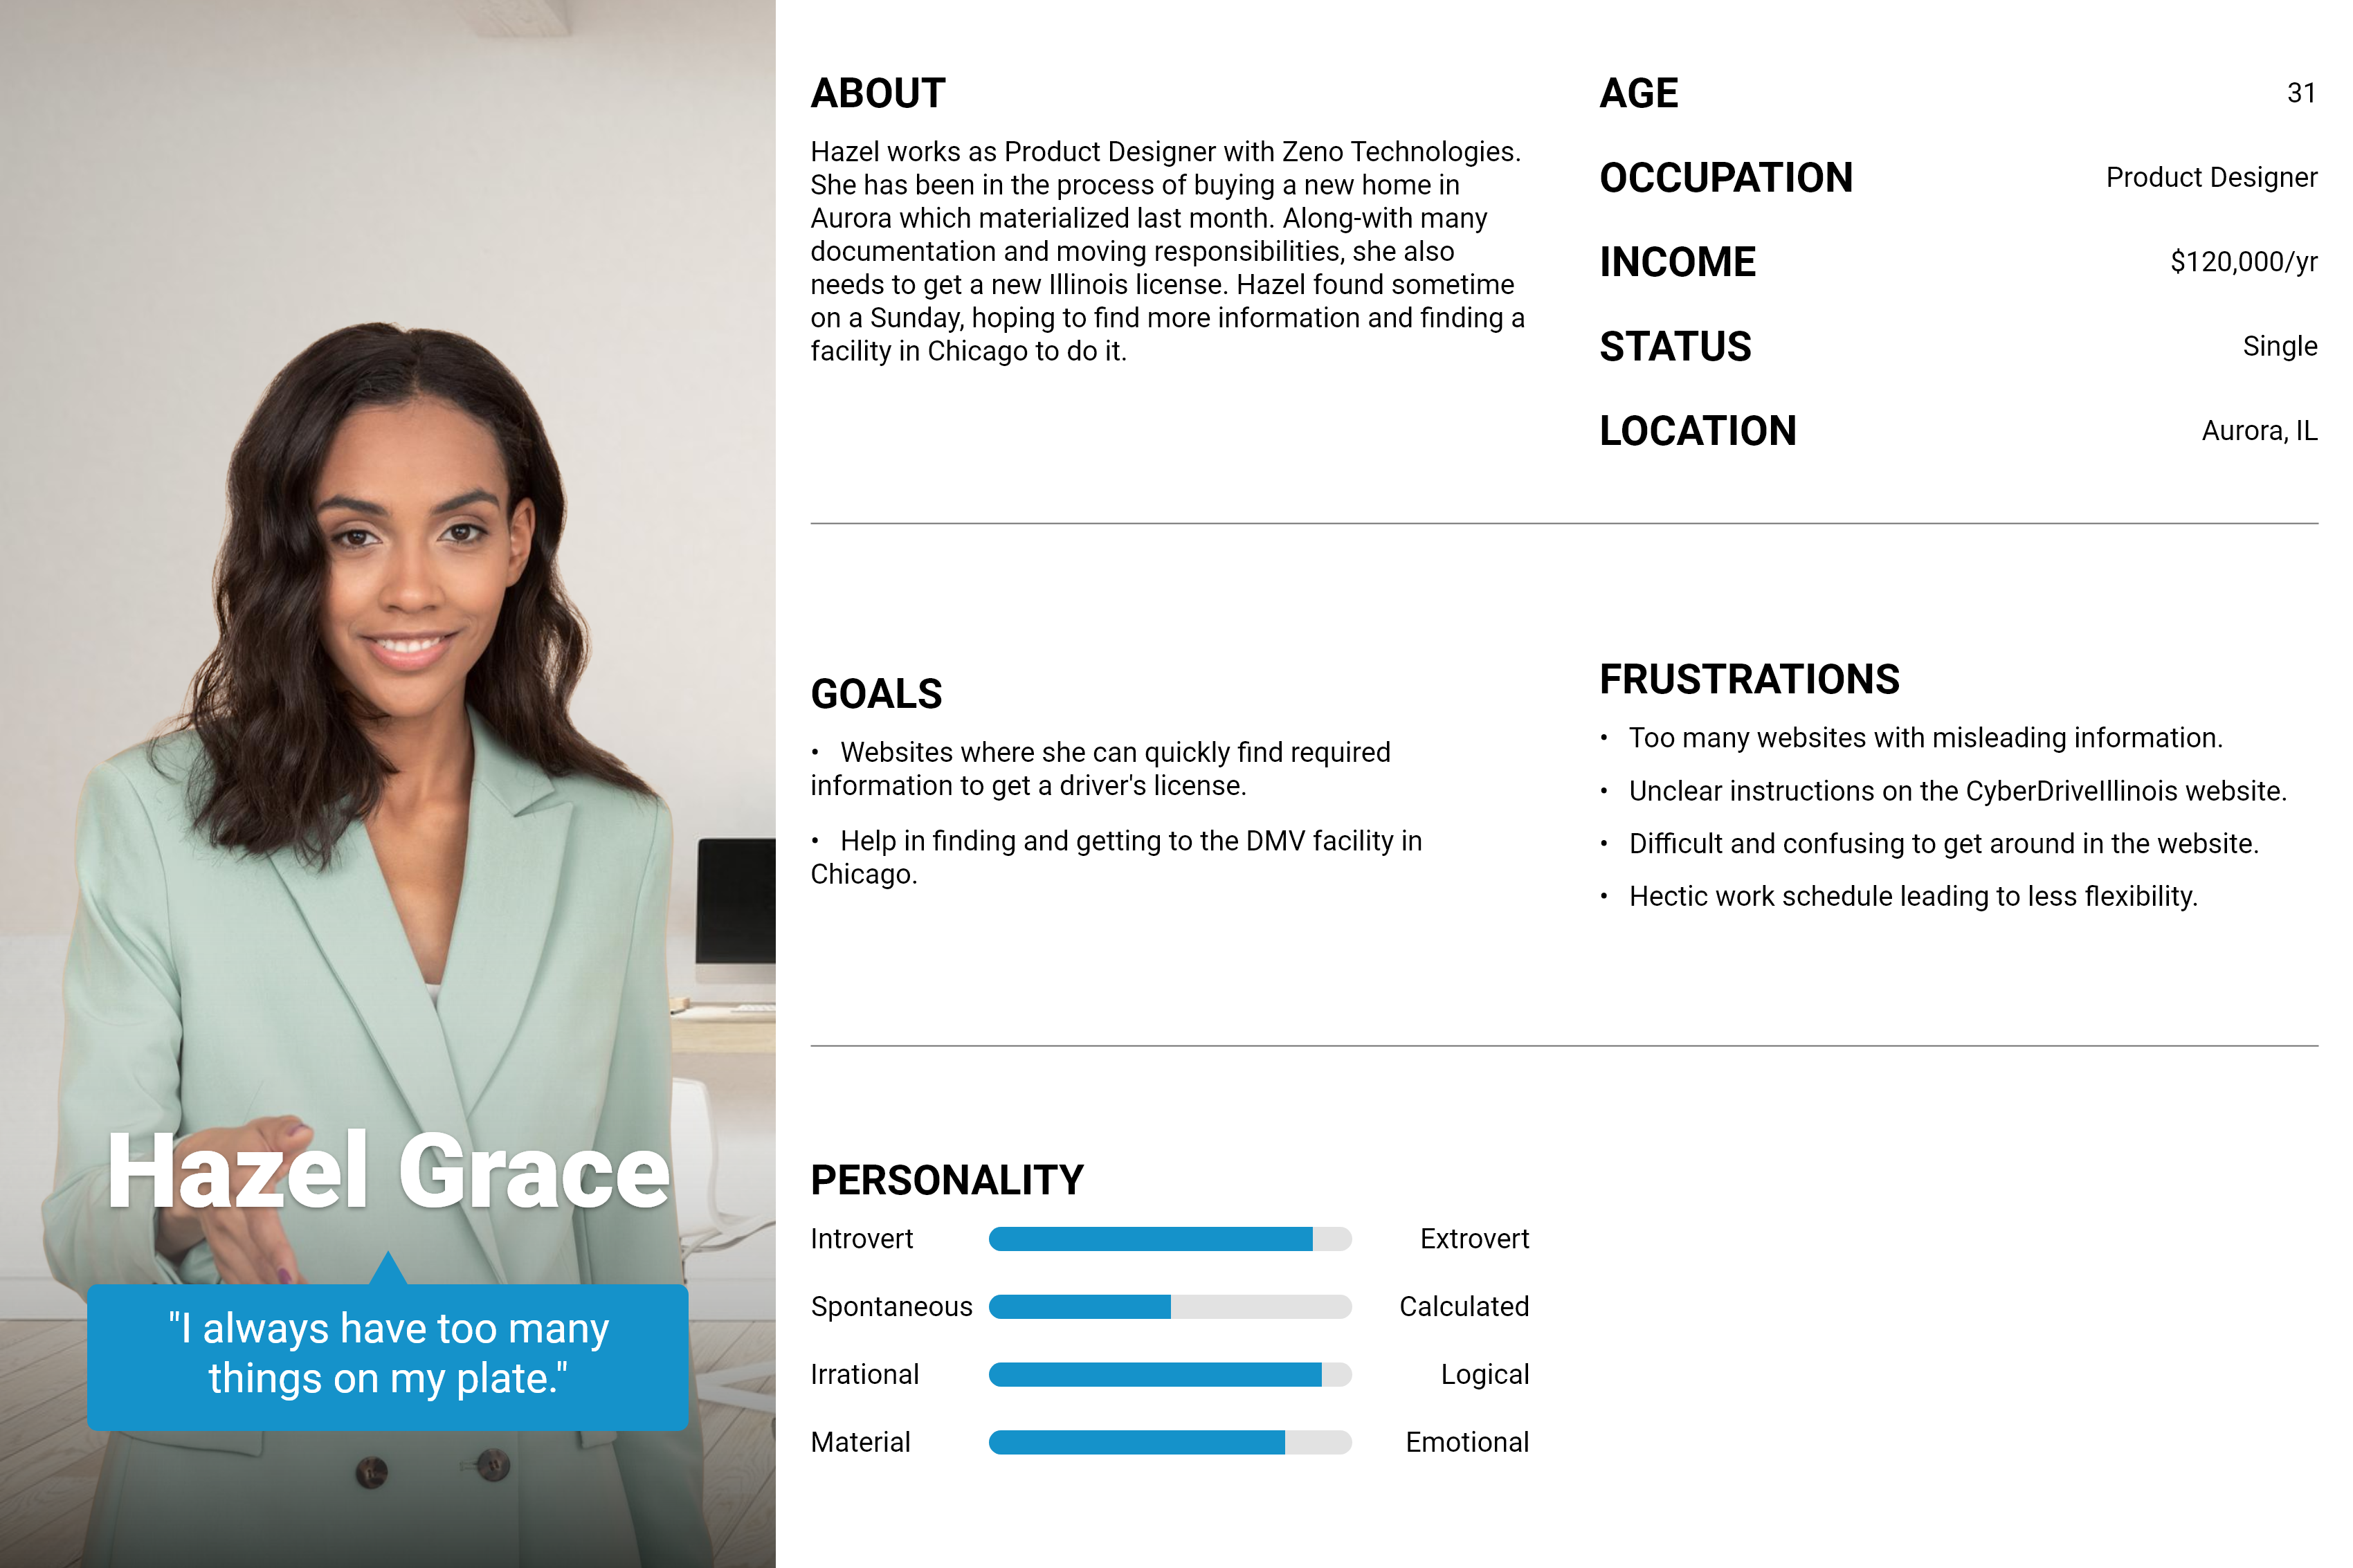 Hazel Grace
"I always have too many
things on my plate."
ABOUT
Hazel works as Product Designer with Zeno Technologies.
She has been in the process of buying a new home in
Aurora which materialized last month. Along-with many
documentation and moving responsibilities, she also
needs to get a new Illinois license. Hazel found sometime
on a Sunday, hoping to find more information and finding a
facility in Chicago to do it.
AGE 31
OCCUPATION Product Designer
INCOME $120,000/yr
STATUS Single
LOCATION Aurora, IL
GOALS
• Websites where she can quickly find required
information to get a driver's license.
• Help in finding and getting to the DMV facility in
Chicago.
FRUSTRATIONS
• Too many websites with misleading information.
• Unclear instructions on the CyberDriveIllinois website.
• Difficult and confusing to get around in the website.
• Hectic work schedule leading to less flexibility.
PERSONALITY
Introvert Extrovert
Spontaneous Calculated
Irrational Logical
Material Emotional